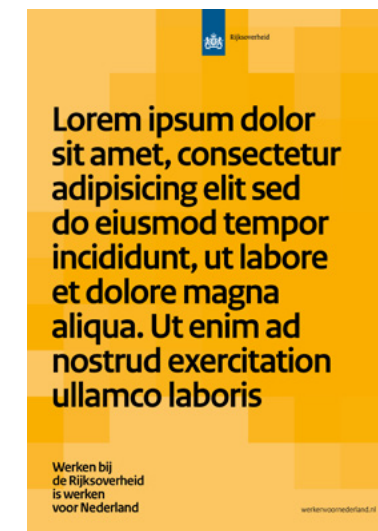 Rijksoverheid
Lorem ipsum dolor
sit amet, consectetur
adipisicing elit sed
do eiusmod tempor
incididunt, ut labore
et dolore magna
aliqua. Ut enim ad
nostrud exercitation
ullamco laboris
Werken bij
de Rijksoverheid
is werken
voor Nederland
werkenvoornederland.nl